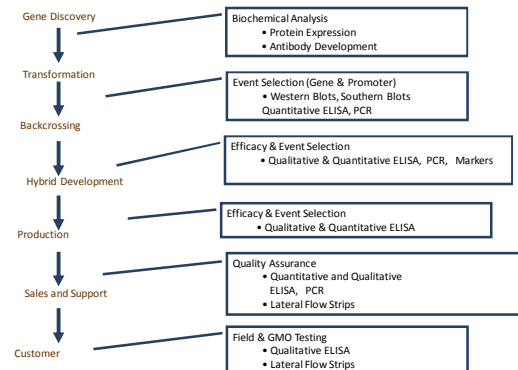 Gene Discovery
Biochemical Analysis
• Protein Expression
• Antibody Development
Transformation
Event Selection (Gene & Promoter)
• Western Blots, Southern Blots
Quantitative ELISA, PCR
Backcrossing
Efficacy & Event Selection
• Qualitative & Quantitative ELISA, PCR, Markers
Hybrid Development
Efficacy & Event Selection
• Qualitative & Quantitative ELISA
Production
Quality Assurance
• Quantitative and Qualitative
ELISA, PCR
• Lateral Flow Strips
Sales and Support
Field & GMO Testing
• Qualitative ELISA
• Lateral Flow Strips
Customer